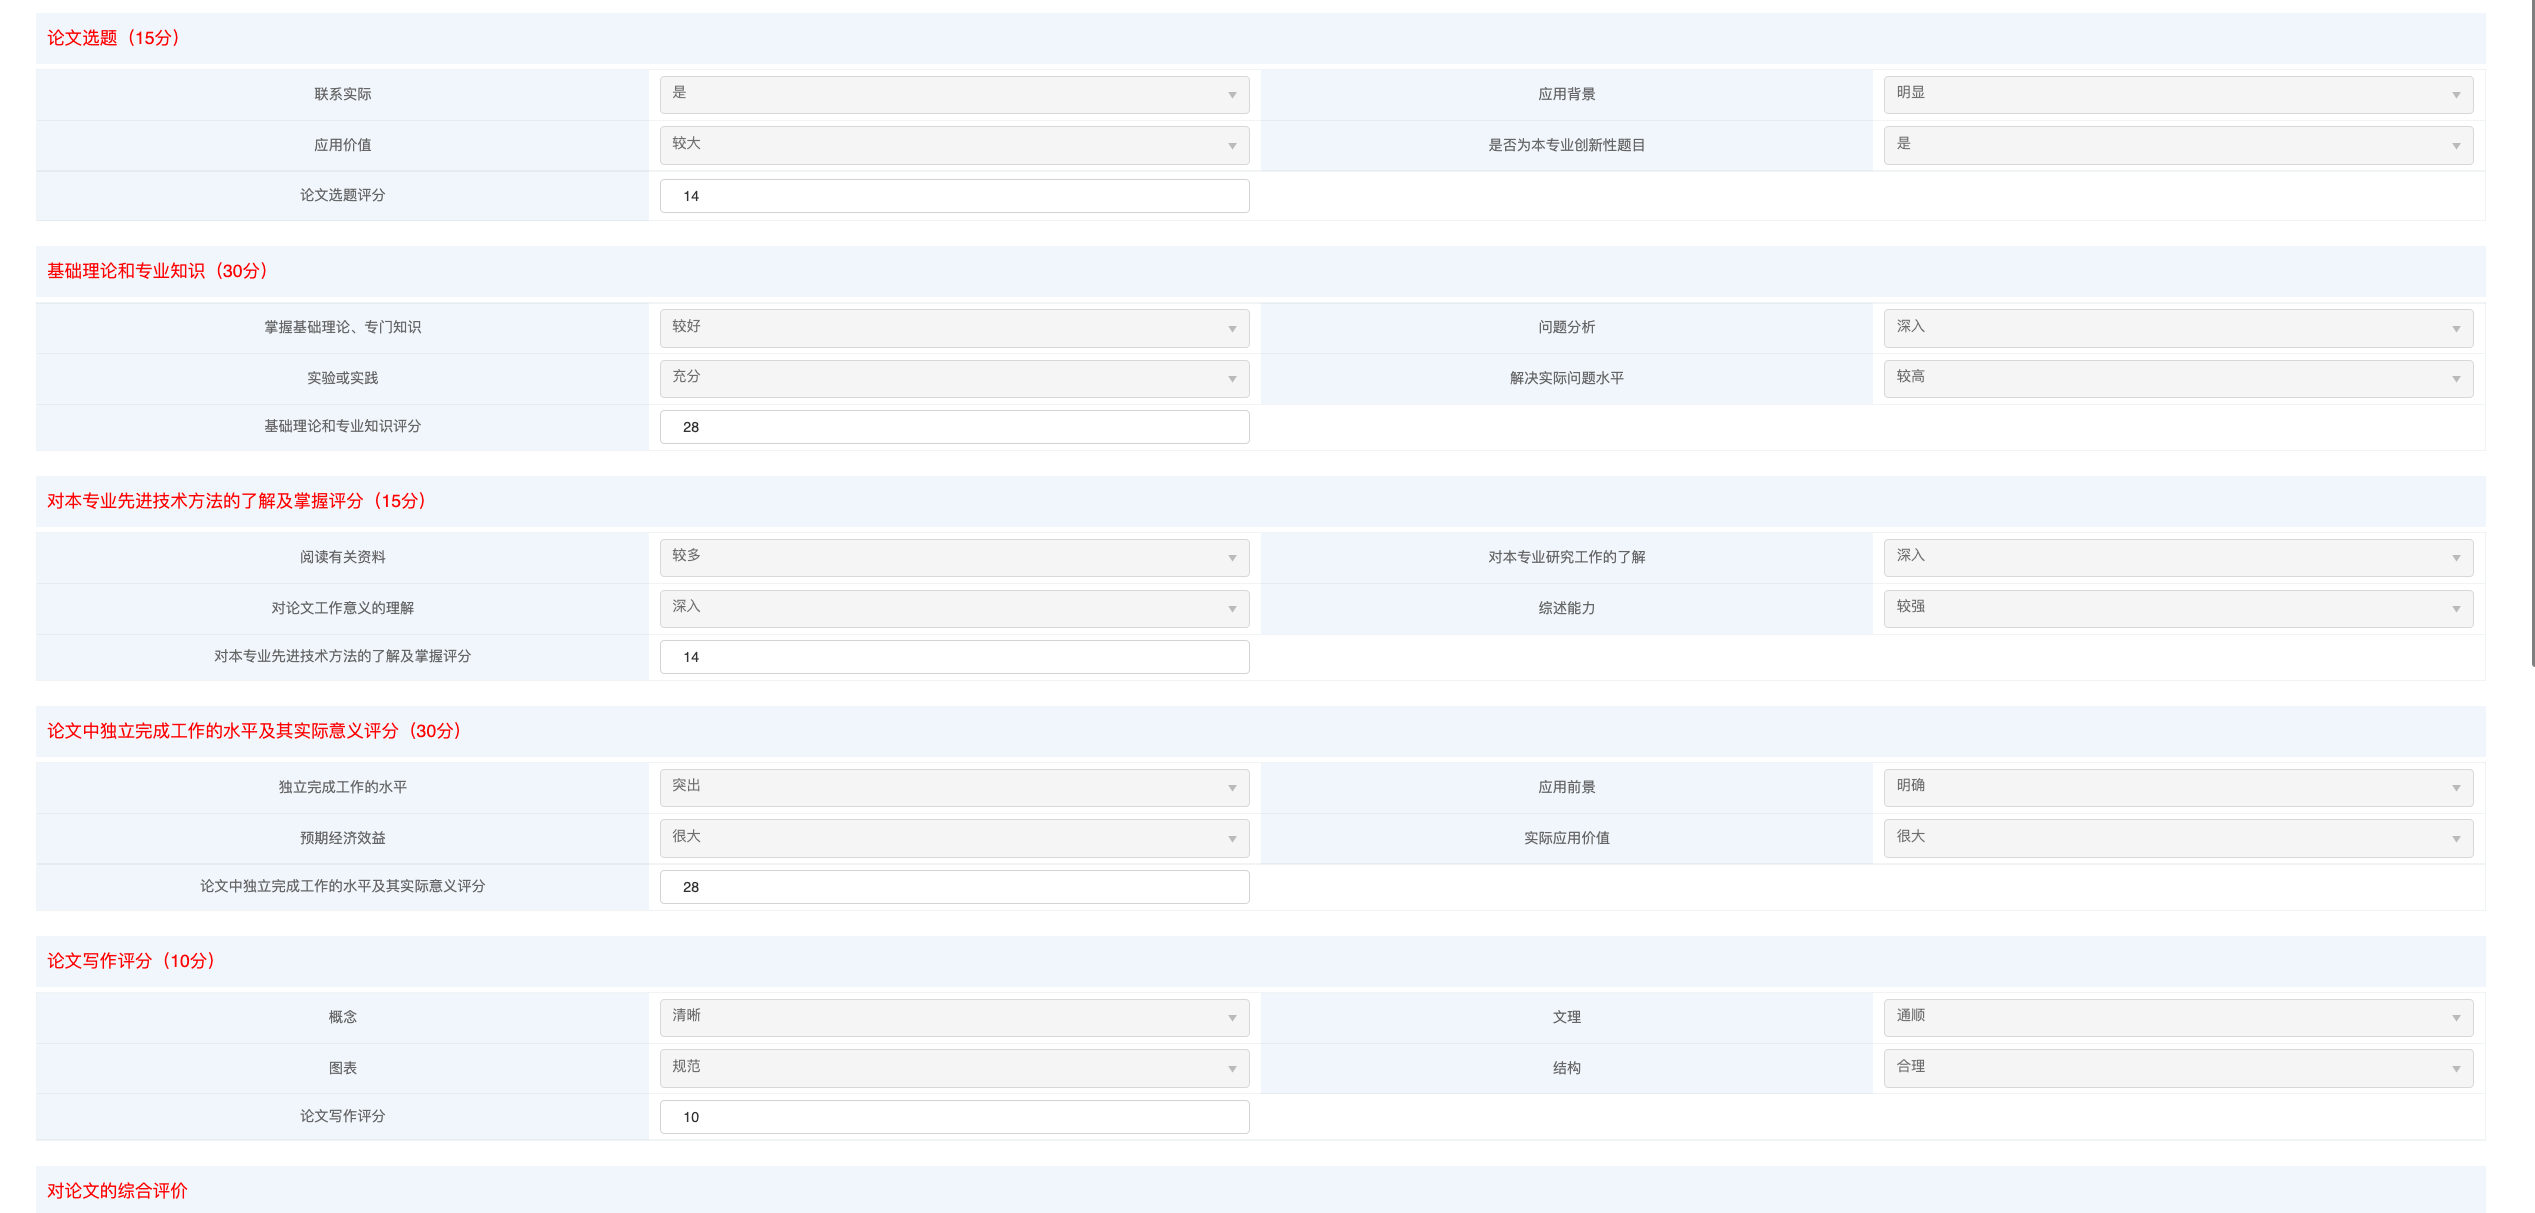 论文选题（15分）
联系实际 是 应用背景 明显
应用价值 较大 是否为本专业创新性题目 是
论文选题评分 14
基础理论和专业知识（30分）
掌握基础理论、专门知识 较好 问题分析 深入
实验或实践 充分 解决实际问题水平 较高
基础理论和专业知识评分 28
对本专业先进技术方法的了解及掌握评分（15分）
阅读有关资料 较多 对本专业研究工作的了解 深入
对论文工作意义的理解 深入 综述能力 较强
对本专业先进技术方法的了解及掌握评分 14
论文中独立完成工作的水平及其实际意义评分（30分）
独立完成工作的水平 突出 应用前景 明确
预期经济效益 很大 实际应用价值 很大
论文中独立完成工作的水平及其实际意义评分 28
论文写作评分（10分）
概念 清晰 文理 通顺
图表 规范 结构 合理
论文写作评分 10
对论文的综合评价